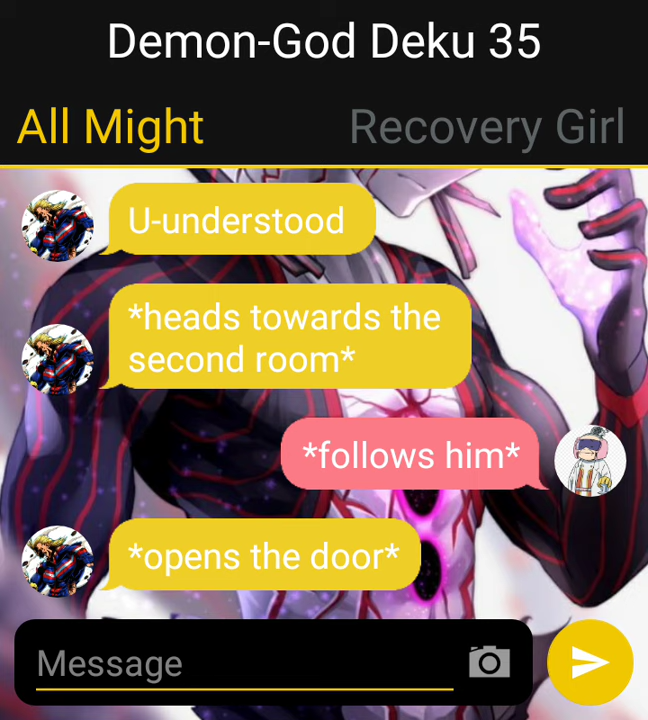 Demon-God Deku 35
All Might
Recovery Girl
U-understood
*heads towards the
second room*
*follows him*
*opens the door*
Message